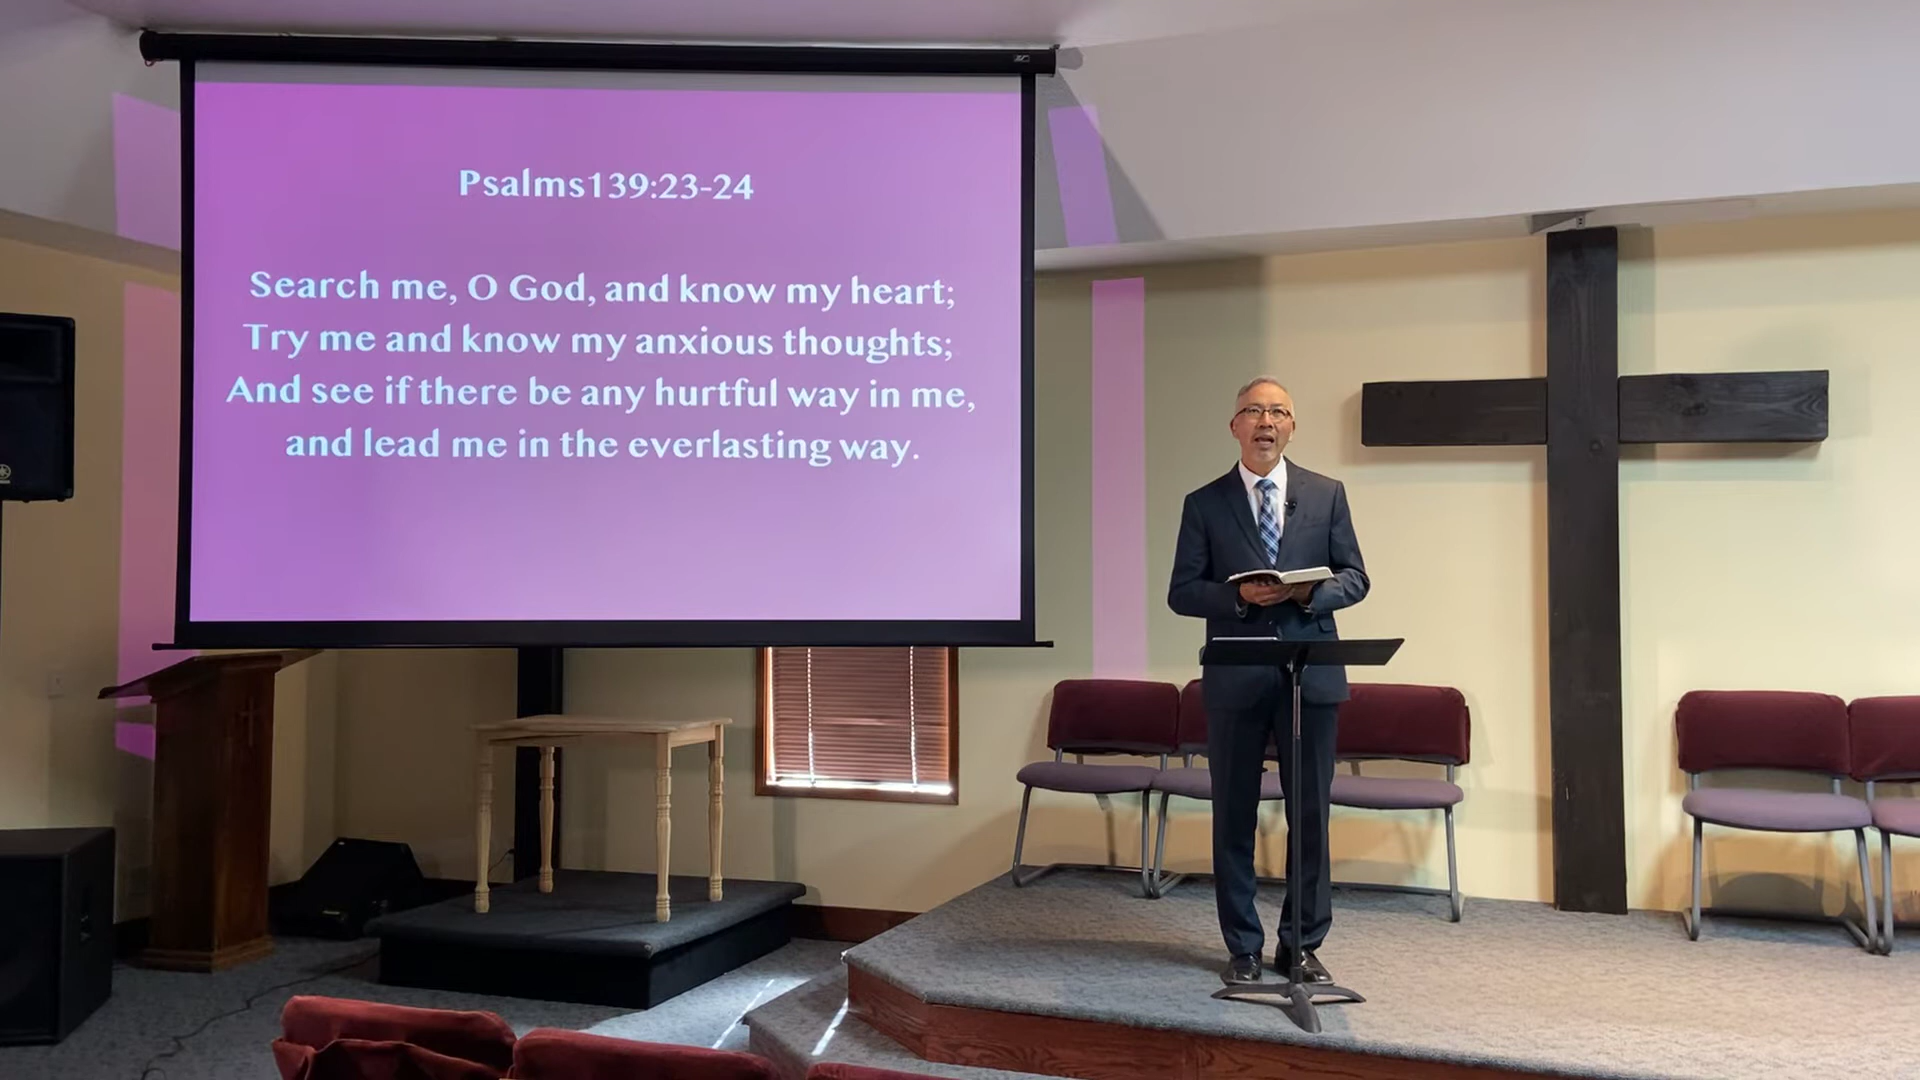 Psalms139:23-24
Search me, O God, and know my heart;
Try me and know my anxious thoughts;
And see if there be any hurtful way in me,
and lead me in the everlasting way.